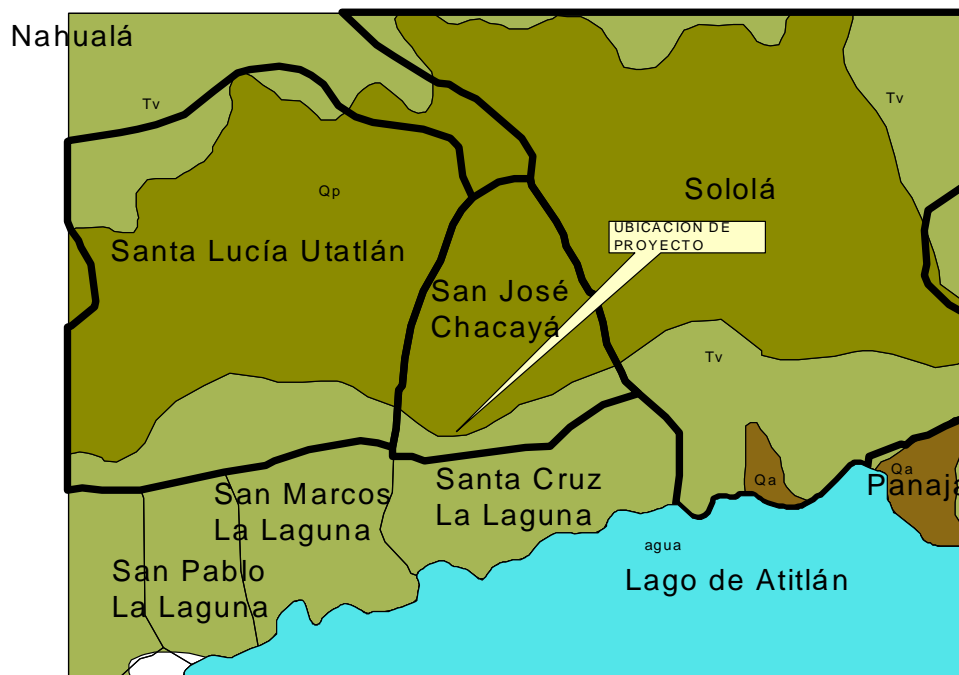 Nahualá
Tv
Tv
Qp
Sololá
UBICACION DE
PROYECTO
Santa Lucía Utatlán
San José
Chacayá
Tv
Santa Cruz
La Laguna
San Marcos
La Laguna
Qa
Qa
Panaja
agua
San Pablo
La Laguna
Lago de Atitlán